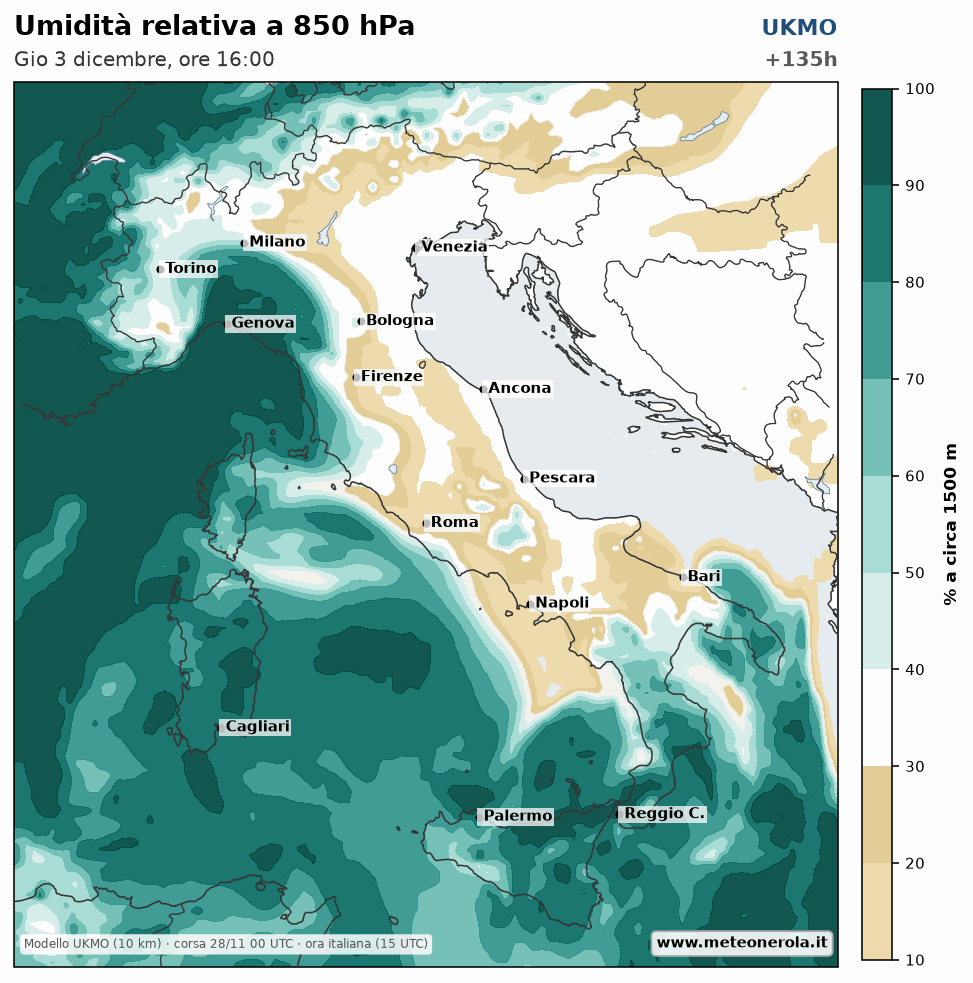 Umidità relativa a 850 hPa
UKMO
Gio 3 dicembre, ore 16:00
+135h
100
90
80
70
60
50
40
30
20
10
% a circa 1500 m
Milano
Venezia
Torino
Genova
Bologna
Firenze
Ancona
Pescara
Roma
Bari
Napoli
Cagliari
Palermo
Reggio C.
Modello UKMO (10 km) · corsa 28/11 00 UTC · ora italiana (15 UTC)
www.meteonerola.it